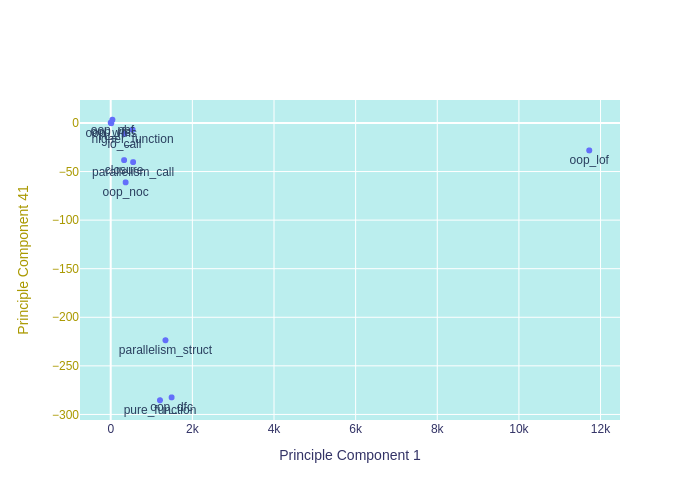 0
−50
−100
−150
−200
−250
−300
Principle Component 41
higher_function
io_call
oop_lof
closure
parallelism_call
oop_noc
parallelism_struct
oop_dfc
pure_function
0
2k
4k
6k
8k
10k
12k
Principle Component 1